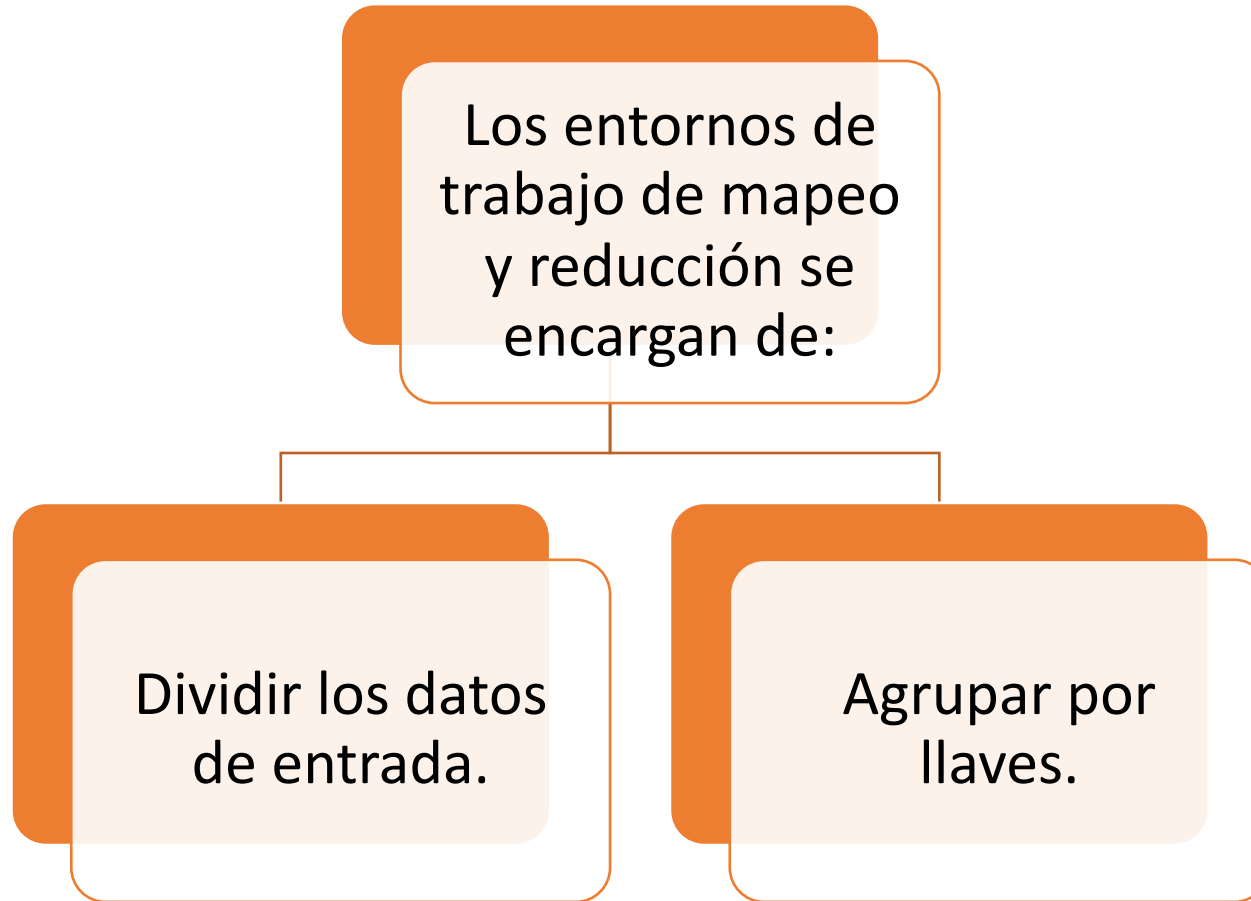 Los entornos de
trabajo de mapeo
y reducción se
encargan de:
Dividir los datos
de entrada.
Agrupar por
llaves.